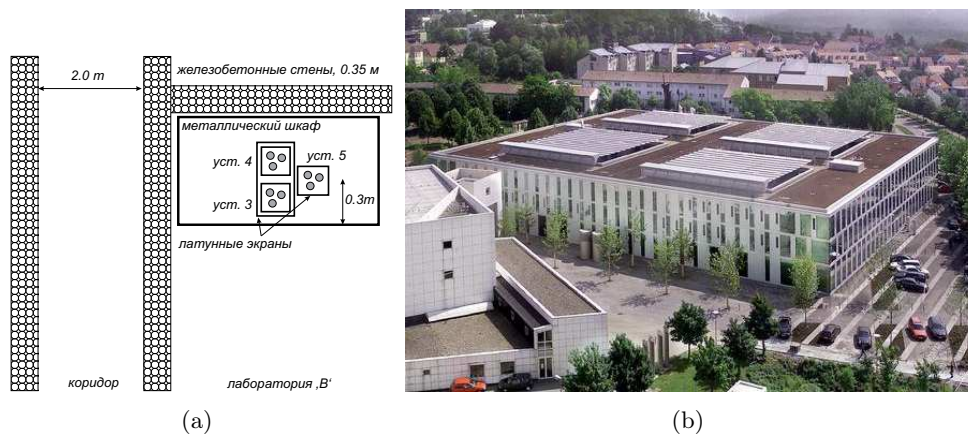 2.0 m
железобетонные стены, 0.35 м
металлический шкаф
уст. 4
уст. 5
уст. 3
0.3m
латунные экраны
коридор
лаборатория ‚В‘
(a)
(b)